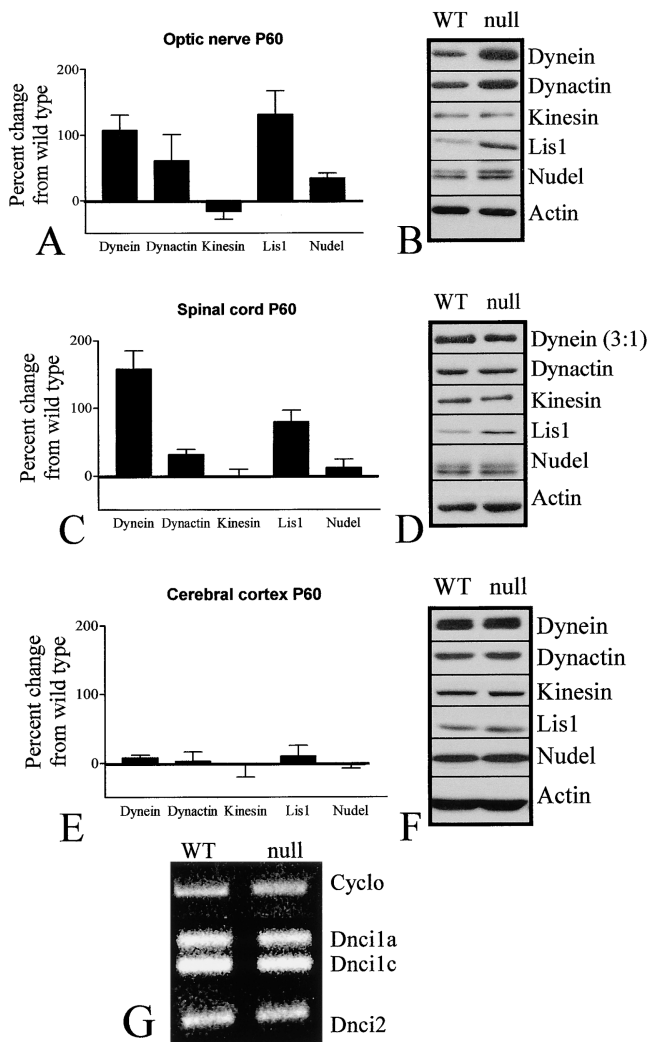 Optic nerve P60
Percent change
from wild type
200
100
0
Dynein Dynactin Kinesin Lis1 Nudel
A
WT null
Dynein
Dynactin
Kinesin
Lis1
Nudel
Actin
B
Spinal cord P60
Percent change
from wild type
200
100
0
Dynein Dynactin Kinesin Lis1 Nudel
C
WT null
Dynein (3:1)
Dynactin
Kinesin
Lis1
Nudel
Actin
D
Cerebral cortex P60
Percent change
from wild type
200
100
0
Dynein Dynactin Kinesin Lis1 Nudel
E
WT null
Dynein
Dynactin
Kinesin
Lis1
Nudel
Actin
F
WT null
Cyclo
Dnci1a
Dnci1c
Dnci2
G